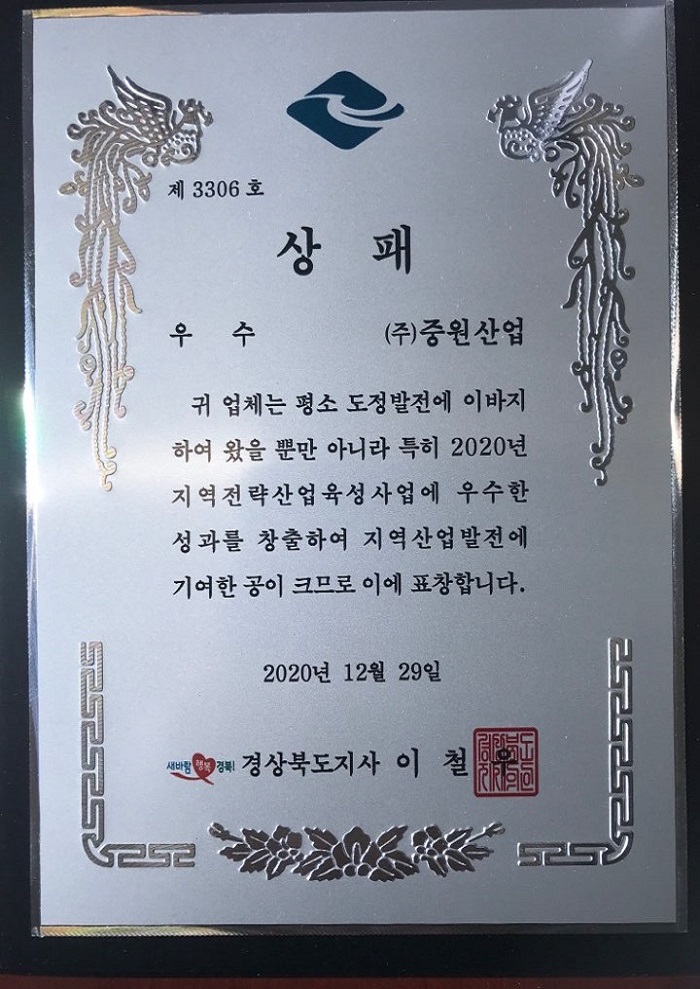 제 3306 호
상 패
우 수 (주)중원산업
귀 업체는 평소 도정발전에 이바지
하여 왔을 뿐만 아니라 특히 2020년
지역전략산업육성사업에 우수한
성과를 창출하여 지역산업발전에
기여한 공이 크므로 이에 표창합니다.
2020년 12월 29일
새바람 행복 경북! 경상북도지사 이 철 우